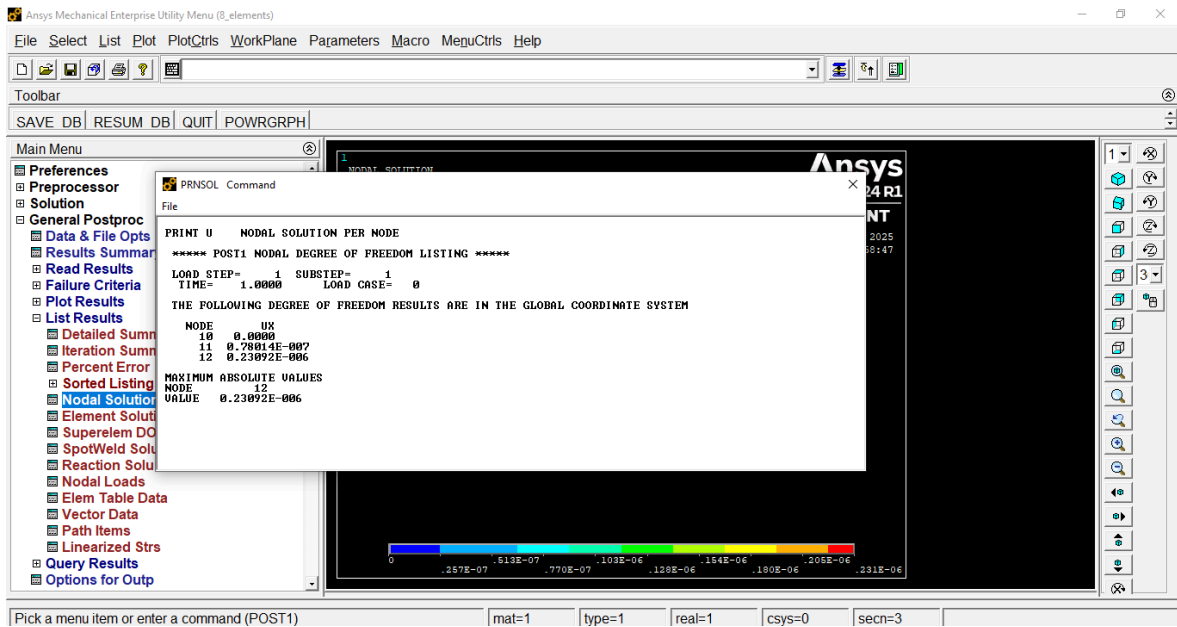 Ansys Mechanical Enterprise Utility Menu (8_elements)
File Select List Plot PlotCtrls WorkPlane Parameters Macro MenuCtrls Help
Toolbar
SAVE_DB RESUM_DB QUIT POWRGRPH
Main Menu
Preferences
Preprocessor
Solution
General Postproc
Data & File Opts
Results Summar
Read Results
Failure Criteria
Plot Results
List Results
Detailed Summ
Iteration Summ
Percent Error
Sorted Listing
Nodal Solution
Element Soluti
Superelem DO
SpotWeld Solu
Reaction Solu
Nodal Loads
Elem Table Data
Vector Data
Path Items
Linearized Strs
Query Results
Options for Outp
PRNSOL Command
File
PRINT U NODAL SOLUTION PER NODE
***** POST1 NODAL DEGREE OF FREEDOM LISTING *****
LOAD STEP= 1 SUBSTEP= 1
TIME= 1.0000 LOAD CASE= 0
THE FOLLOWING DEGREE OF FREEDOM RESULTS ARE IN THE GLOBAL COORDINATE SYSTEM
NODE UX
10 0.0000
11 0.78014E-007
12 0.23092E-006
MAXIMUM ABSOLUTE VALUES
NODE 12
VALUE 0.23092E-006
1
NODAL SOLUTION
Ansys
24 R1
NT
2025
58:47
0 .513E-07 .103E-06 .154E-06 .205E-06
.257E-07 .770E-07 .128E-06 .180E-06 .231E-06
1
3
Pick a menu item or enter a command (POST1) mat=1 type=1 real=1 csys=0 secn=3